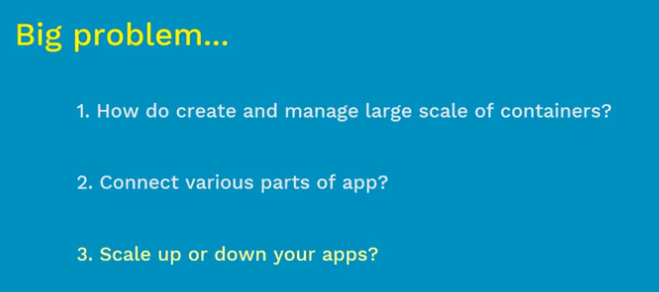 Big problem...
1. How do create and manage large scale of containers?
2. Connect various parts of app?
3. Scale up or down your apps?